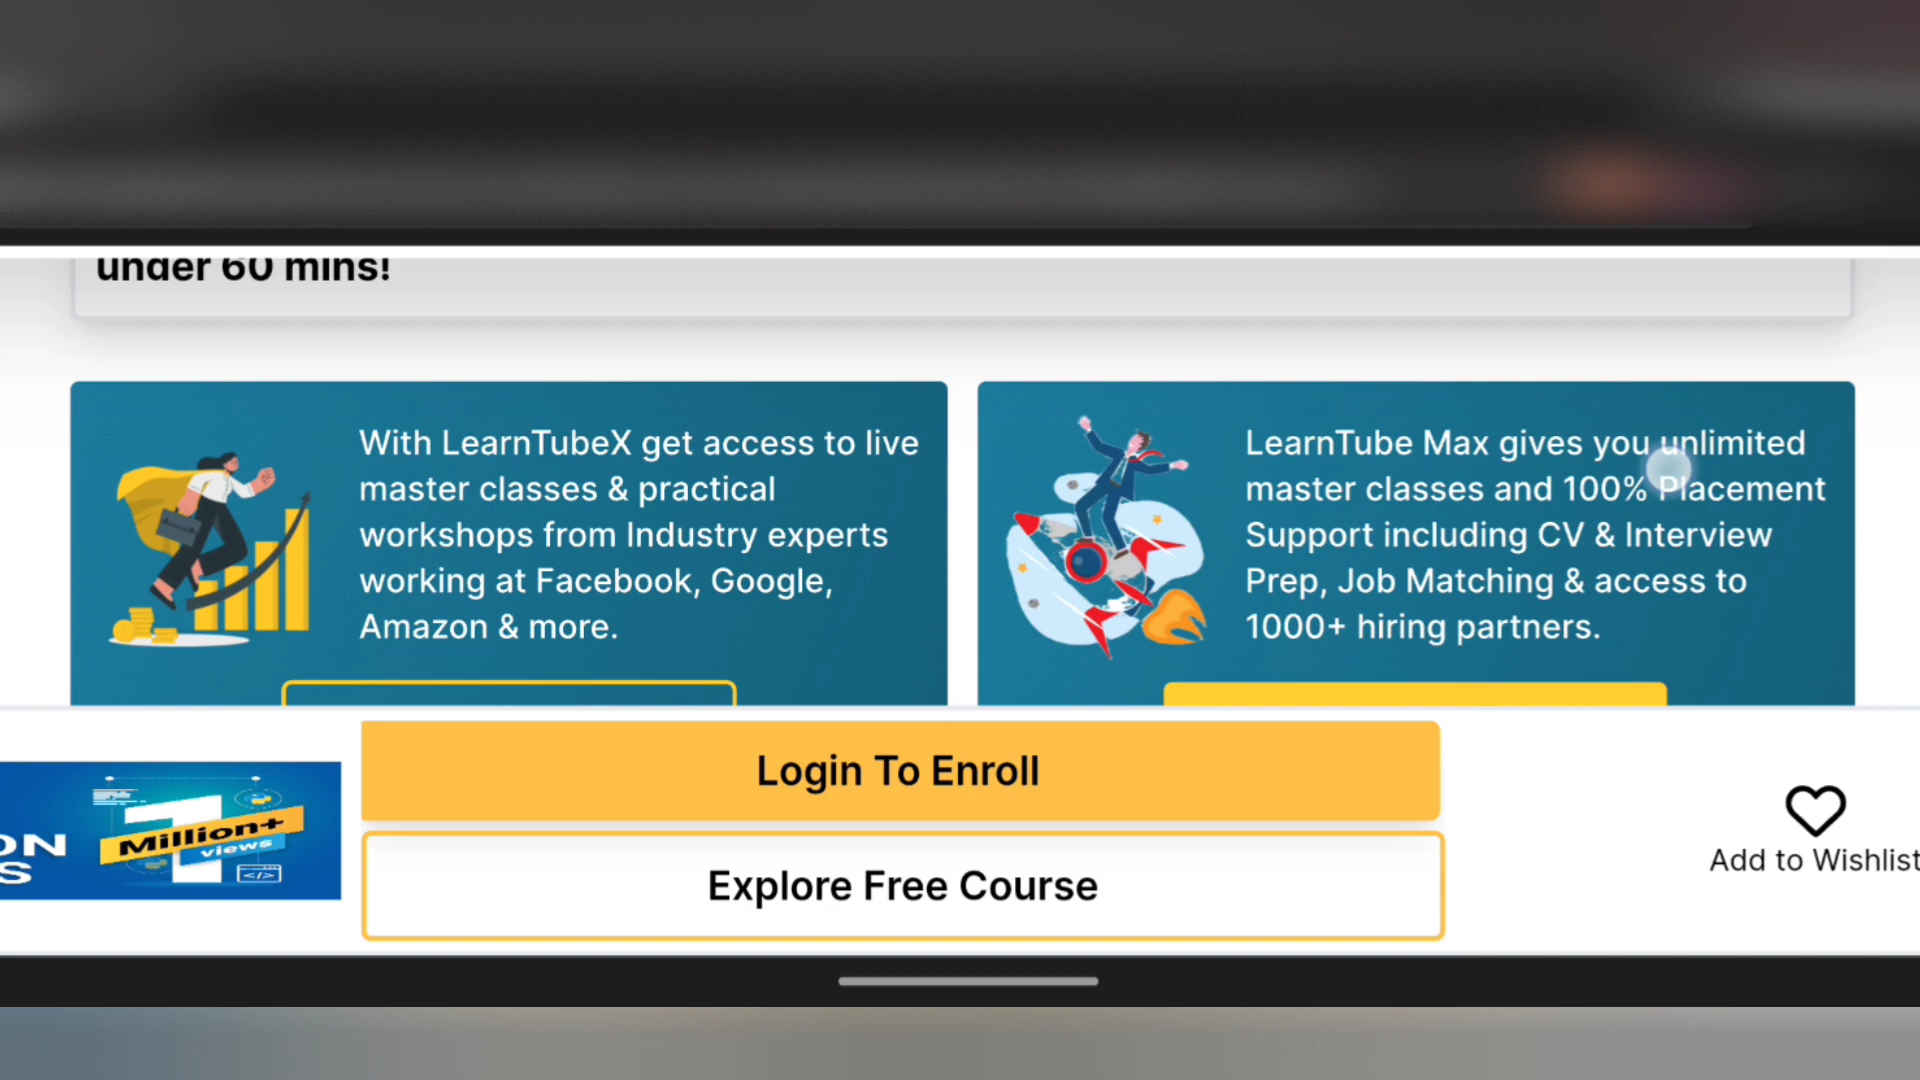 under 60 mins!
With LearnTubeX get access to live
master classes & practical
workshops from Industry experts
working at Facebook, Google,
Amazon & more.
LearnTube Max gives you unlimited
master classes and 100% Placement
Support including CV & Interview
Prep, Job Matching & access to
1000+ hiring partners.
Login To Enroll
ON
S
1
Million+
views
</>
Explore Free Course
Add to Wishlist